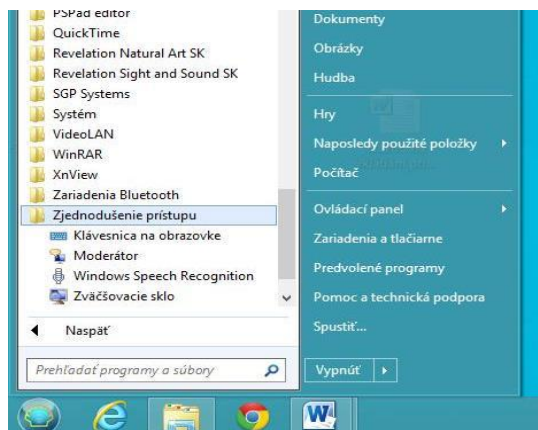 PSPad editor
QuickTime
Revelation Natural Art SK
Revelation Sight and Sound SK
SGP Systems
Systém
VideoLAN
WinRAR
XnView
Zariadenia Bluetooth
Zjednodušenie prístupu
Klávesnica na obrazovke
Moderátor
Windows Speech Recognition
Zväčšovacie sklo
Naspäť
Prehľadať programy a súbory
Dokumenty
Obrázky
Hudba
Hry
Naposledy použité položky
Počítač
Ovládací panel
Zariadenia a tlačiarne
Predvolené programy
Pomoc a technická podpora
Spustiť...
Vypnúť
W